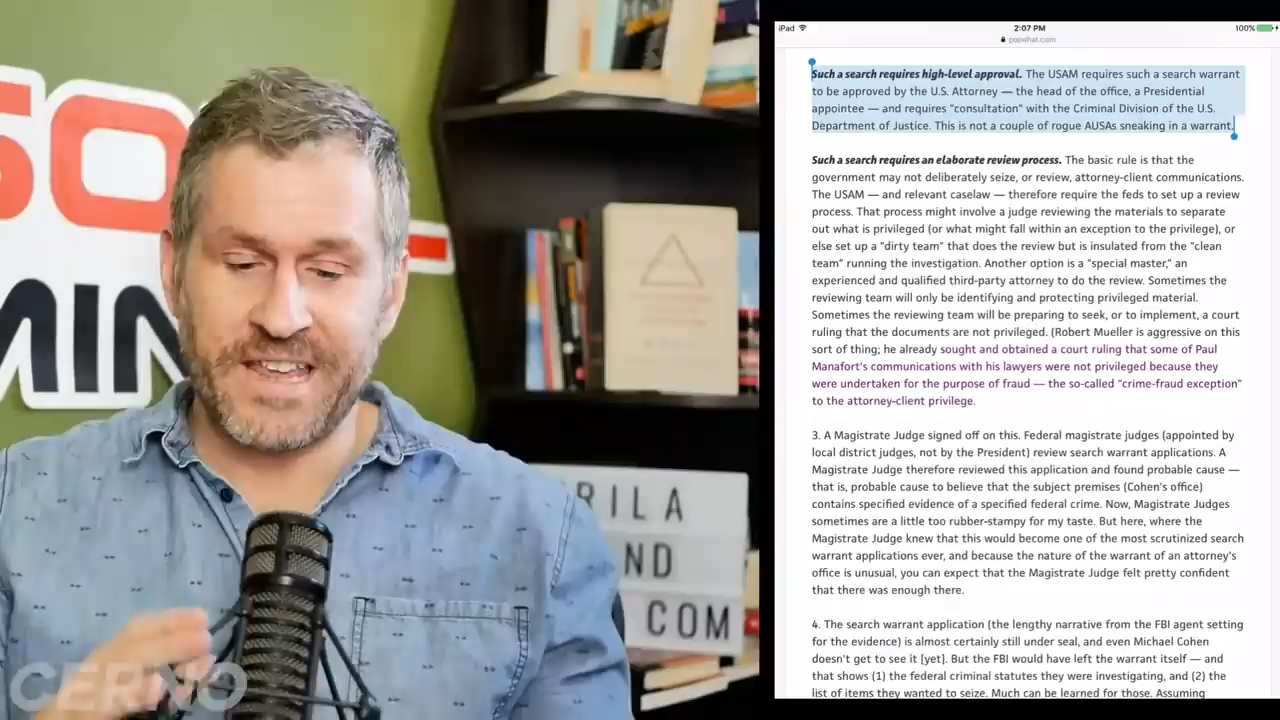 SO
MIN
RILA
ND
COM
CERNO
iPad
2:07 PM
100%
popehat.com
Such a search requires high-level approval. The USAM requires such a search warrant
to be approved by the U.S. Attorney — the head of the office, a Presidential
appointee — and requires "consultation" with the Criminal Division of the U.S.
Department of Justice. This is not a couple of rogue AUSAs sneaking in a warrant.
Such a search requires an elaborate review process. The basic rule is that the
government may not deliberately seize, or review, attorney-client communications.
The USAM — and relevant caselaw — therefore require the feds to set up a review
process. That process might involve a judge reviewing the materials to separate
out what is privileged (or what might fall within an exception to the privilege), or
else set up a "dirty team" that does the review but is insulated from the "clean
team" running the investigation. Another option is a "special master," an
experienced and qualified third-party attorney to do the review. Sometimes the
reviewing team will only be identifying and protecting privileged material.
Sometimes the reviewing team will be preparing to seek, or to implement, a court
ruling that the documents are not privileged. (Robert Mueller is aggressive on this
sort of thing; he already sought and obtained a court ruling that some of Paul
Manafort's communications with his lawyers were not privileged because they
were undertaken for the purpose of fraud — the so-called "crime-fraud exception"
to the attorney-client privilege.
3. A Magistrate Judge signed off on this. Federal magistrate judges (appointed by
local district judges, not by the President) review search warrant applications. A
Magistrate Judge therefore reviewed this application and found probable cause —
that is, probable cause to believe that the subject premises (Cohen's office)
contains specified evidence of a specified federal crime. Now, Magistrate Judges
sometimes are a little too rubber-stampy for my taste. But here, where the
Magistrate Judge knew that this would become one of the most scrutinized search
warrant applications ever, and because the nature of the warrant of an attorney's
office is unusual, you can expect that the Magistrate Judge felt pretty confident
that there was enough there.
4. The search warrant application (the lengthy narrative from the FBI agent setting
for the evidence) is almost certainly still under seal, and even Michael Cohen
doesn't get to see it [yet]. But the FBI would have left the warrant itself — and
that shows (1) the federal criminal statutes they were investigating, and (2) the
list of items they wanted to seize. Much can be learned for those. Assuming